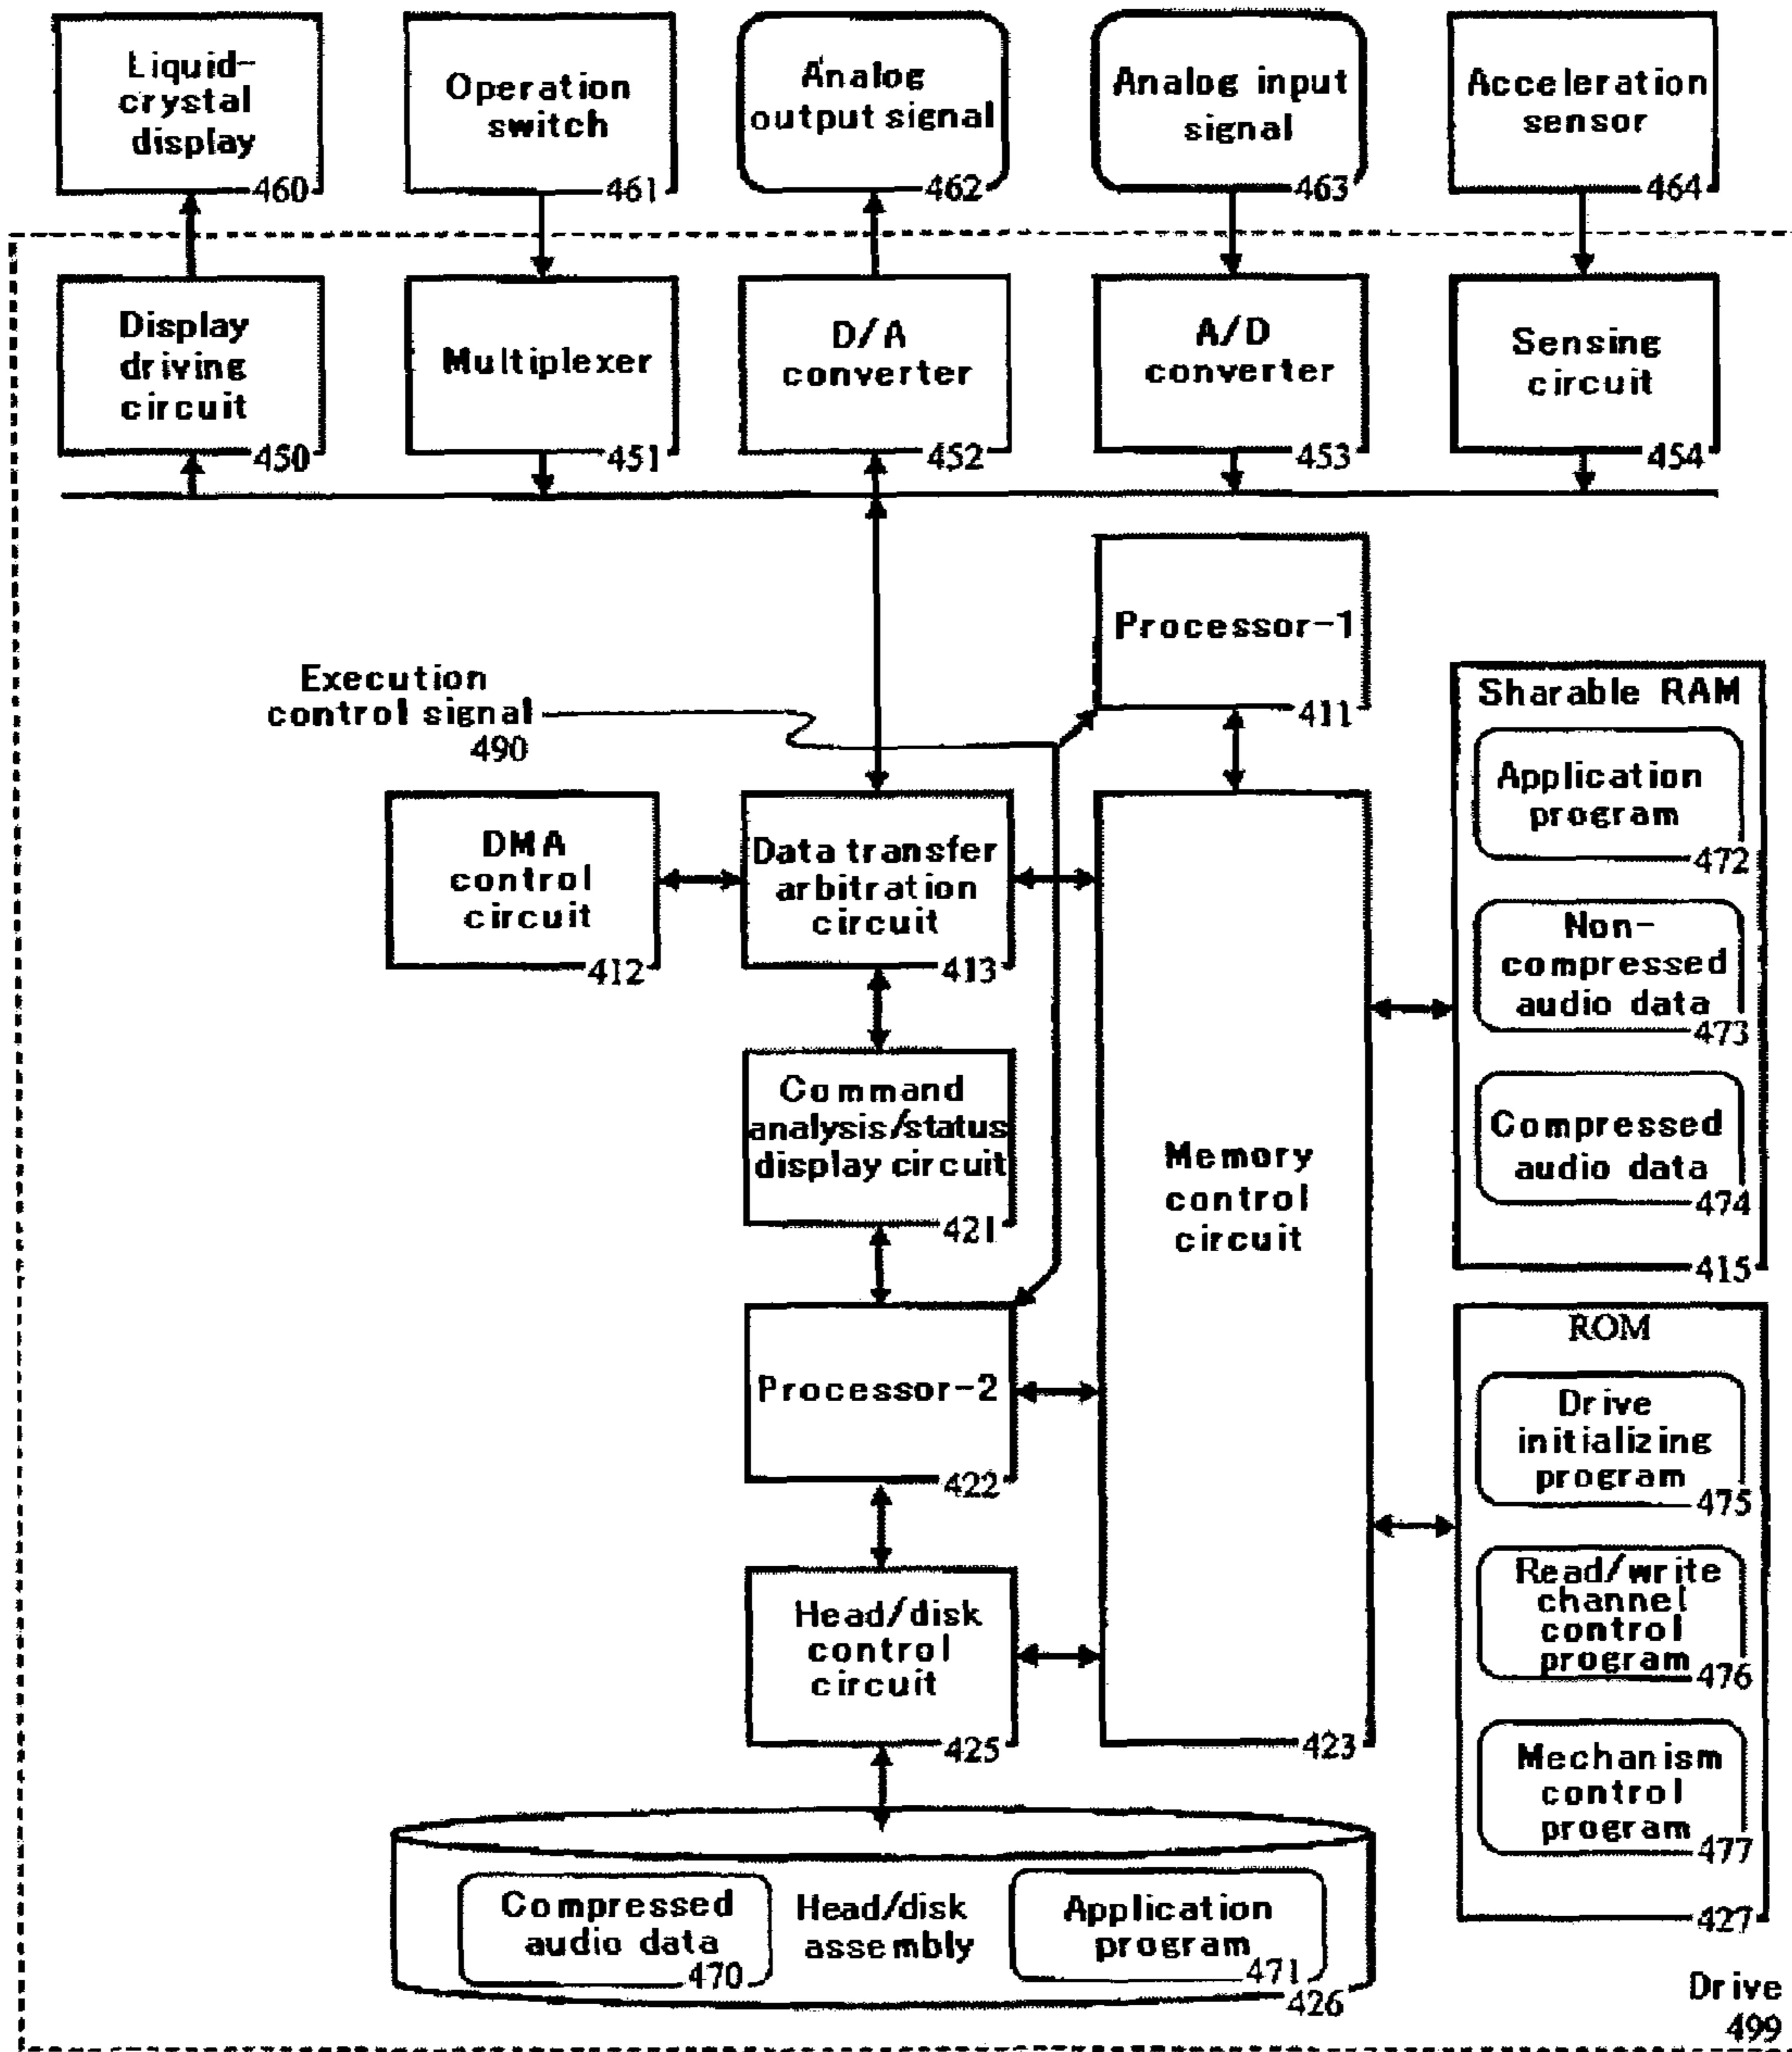 Liquid-
crystal
display
460
Operation
switch
461
Analog
output signal
462
Analog input
signal
463
Acceleration
sensor
464
Display
driving
circuit
450
Multiplexer
451
D/A
converter
452
A/D
converter
453
Sensing
circuit
454
Processor-1
411
Execution
control signal
490
Sharable RAM
Application
program
472
Non-
compressed
audio data
473
Compressed
audio data
474
415
DMA
control
circuit
412
Data transfer
arbitration
circuit
413
Command
analysis/status
display circuit
421
Memory
control
circuit
423
Processor-2
422
ROM
Drive
initializing
program
475
Read/write
channel
control
program
476
Mechanism
control
program
477
427
Head/disk
control
circuit
425
Compressed
audio data
470
Head/disk
assembly
Application
program
471
426
Drive
499